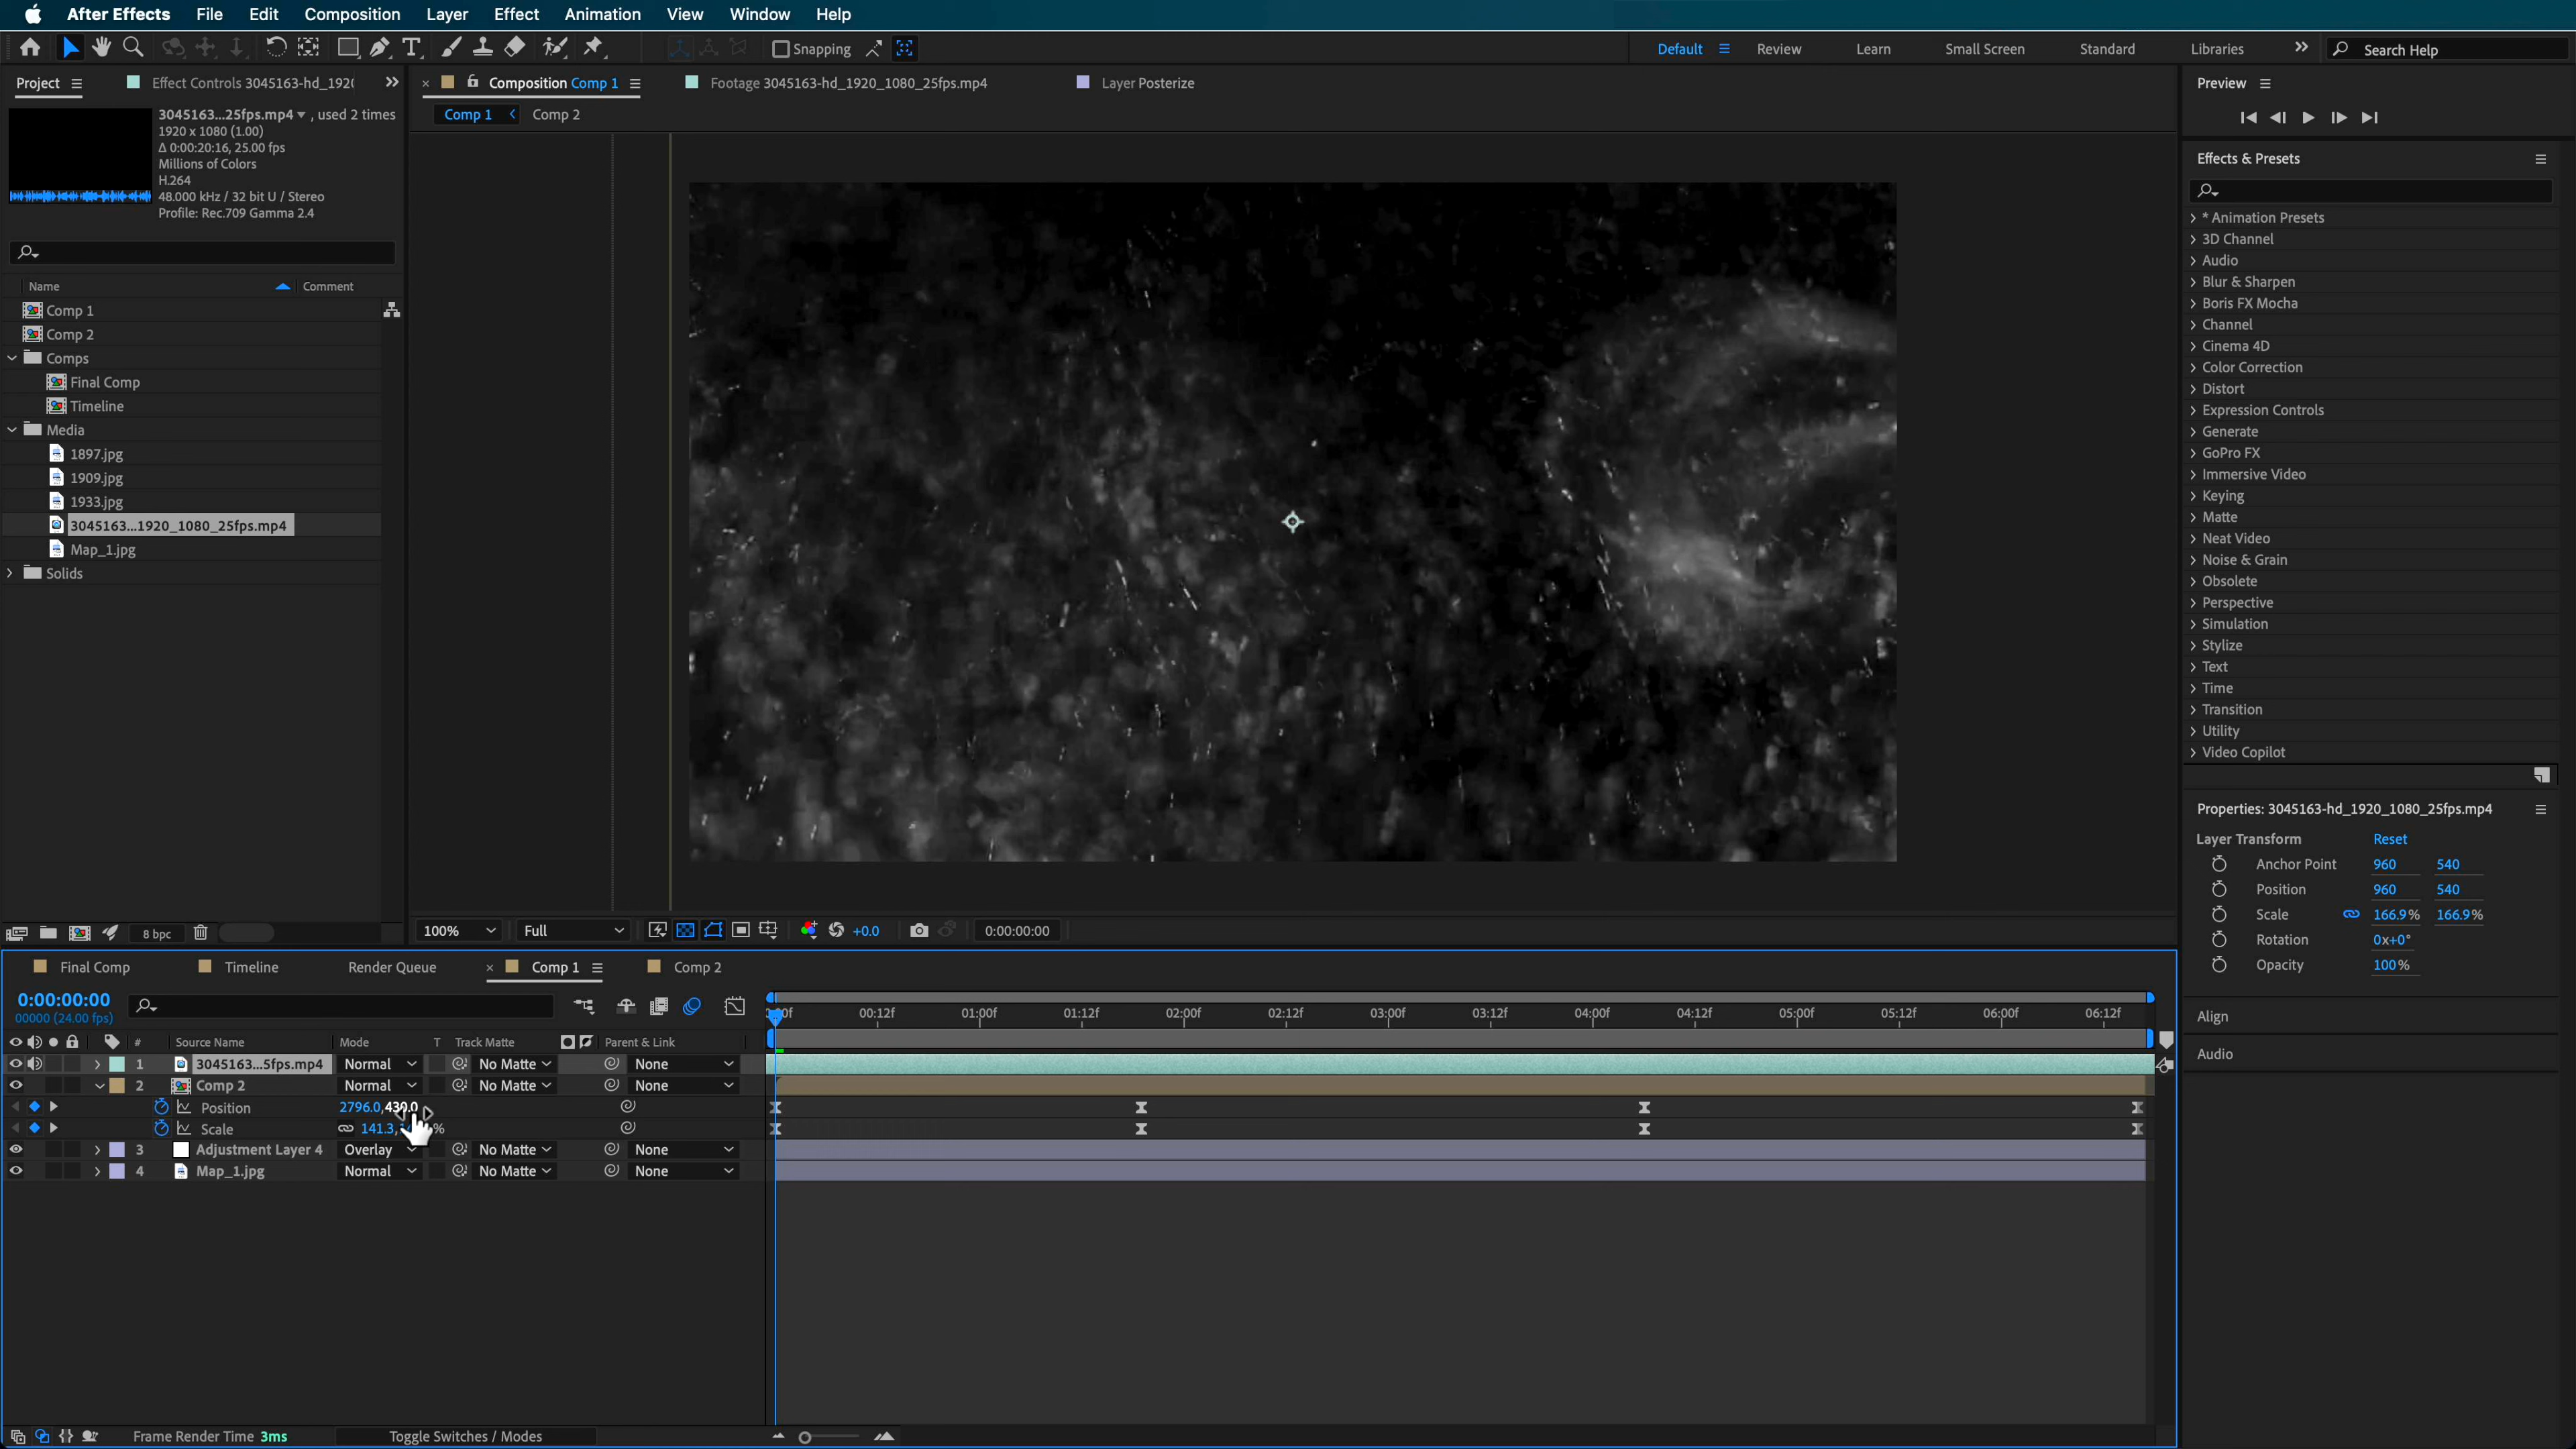 After Effects File Edit Composition Layer Effect Animation View Window Help
Snapping Default Review Learn Small Screen Standard Libraries Search Help
Project Effect Controls 3045163-hd_192
3045163...25fps.mp4 , used 2 times
1920 x 1080 (1.00)
Δ 0:00:20:16, 25.00 fps
Millions of Colors
H.264
48.000 kHz / 32 bit U / Stereo
Profile: Rec.709 Gamma 2.4
Name Comment
Comp 1
Comp 2
Comps
Final Comp
Timeline
Media
1897.jpg
1909.jpg
1933.jpg
3045163...1920_1080_25fps.mp4
Map_1.jpg
Solids
8 bpc
Composition Comp 1 Footage 3045163-hd_1920_1080_25fps.mp4 Layer Posterize
Comp 1 Comp 2
100% Full +0.0 0:00:00:00
Preview
Effects & Presets
* Animation Presets
3D Channel
Audio
Blur & Sharpen
Boris FX Mocha
Channel
Cinema 4D
Color Correction
Distort
Expression Controls
Generate
GoPro FX
Immersive Video
Keying
Matte
Neat Video
Noise & Grain
Obsolete
Perspective
Simulation
Stylize
Text
Time
Transition
Utility
Video Copilot
Properties: 3045163-hd_1920_1080_25fps.mp4
Layer Transform Reset
Anchor Point 960 540
Position 960 540
Scale 166.9% 166.9%
Rotation 0x+0°
Opacity 100%
Align
Audio
Final Comp Timeline Render Queue Comp 1 Comp 2
0:00:00:00
00000 (24.00 fps)
00:12f 01:00f 01:12f 02:00f 02:12f 03:00f 03:12f 04:00f 04:12f 05:00f 05:12f 06:00f 06:12f
# Source Name Mode T Track Matte Parent & Link
1 3045163...5fps.mp4 Normal No Matte None
2 Comp 2 Normal No Matte None
Position 2796.0,430.0
Scale 141.3, %
3 Adjustment Layer 4 Overlay No Matte None
4 Map_1.jpg Normal No Matte None
Frame Render Time 3ms Toggle Switches / Modes